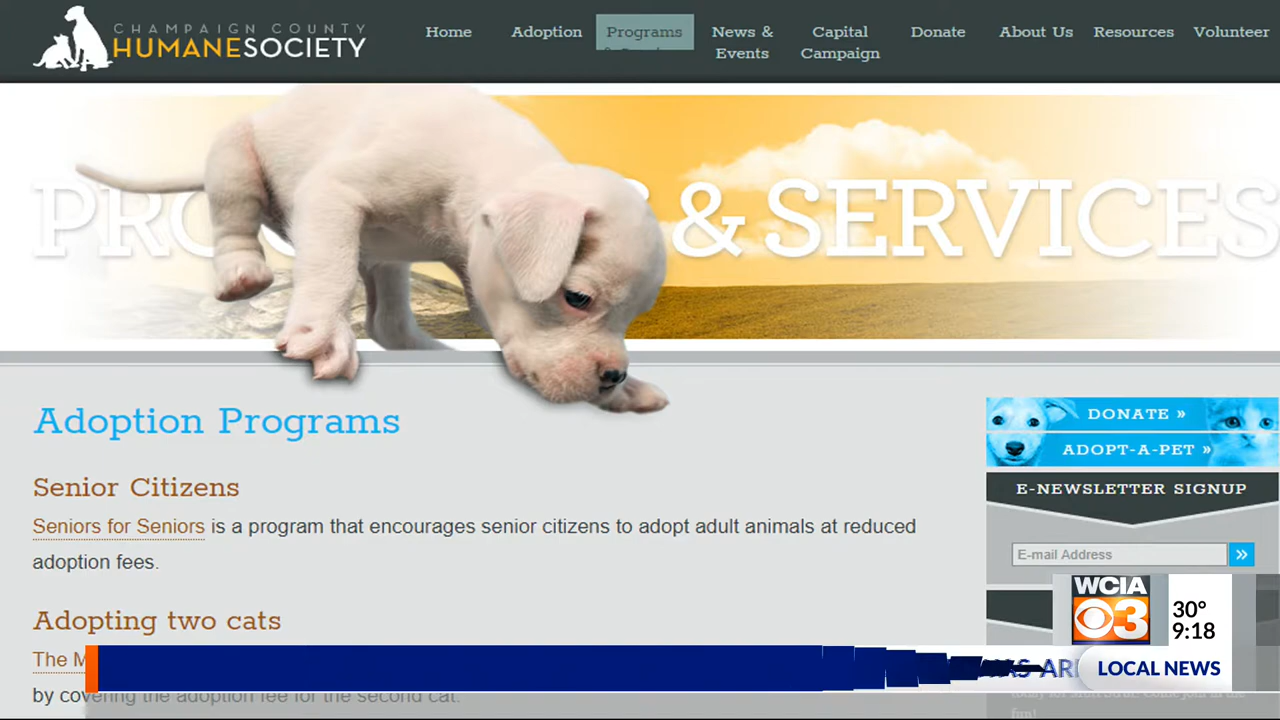 CHAMPAIGN COUNTY
HUMANESOCIETY
Home
Adoption
Programs
News &
Events
Capital
Campaign
Donate
About Us
Resources
Volunteer
& SERVICES
Adoption Programs
Senior Citizens
Seniors for Seniors is a program that encourages senior citizens to adopt adult animals at reduced
adoption fees.
Adopting two cats
The
by covering the adoption fee for the second cat.
DONATE »
ADOPT-A-PET »
E-NEWSLETTER SIGNUP
E-mail Address »
WCIA
3
30°
9:18
LOCAL NEWS